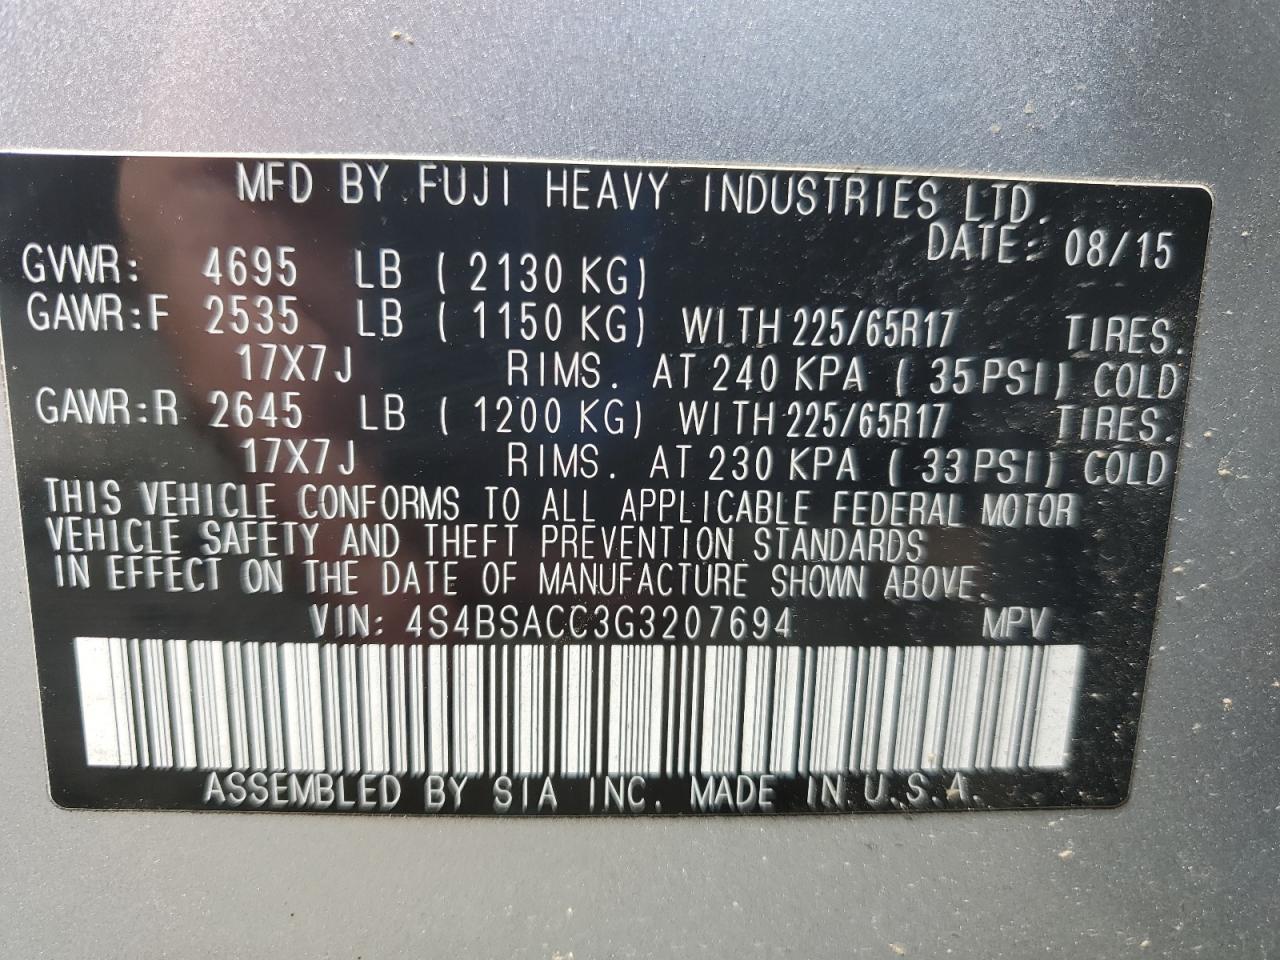 MFD BY FUJI HEAVY INDUSTRIES LTD.
DATE: 08/15
GVWR: 4695 LB ( 2130 KG)
GAWR:F 2535 LB ( 1150 KG) WITH 225/65R17 TIRES.
17X7J RIMS. AT 240 KPA ( 35PSI) COLD
GAWR:R 2645 LB ( 1200 KG) WITH 225/65R17 TIRES.
17X7J RIMS. AT 230 KPA ( 33PSI) COLD
THIS VEHICLE CONFORMS TO ALL APPLICABLE FEDERAL MOTOR
VEHICLE SAFETY AND THEFT PREVENTION STANDARDS
IN EFFECT ON THE DATE OF MANUFACTURE SHOWN ABOVE.
VIN: 4S4BSACC3G3207694 MPV
ASSEMBLED BY SIA INC. MADE IN U.S.A.